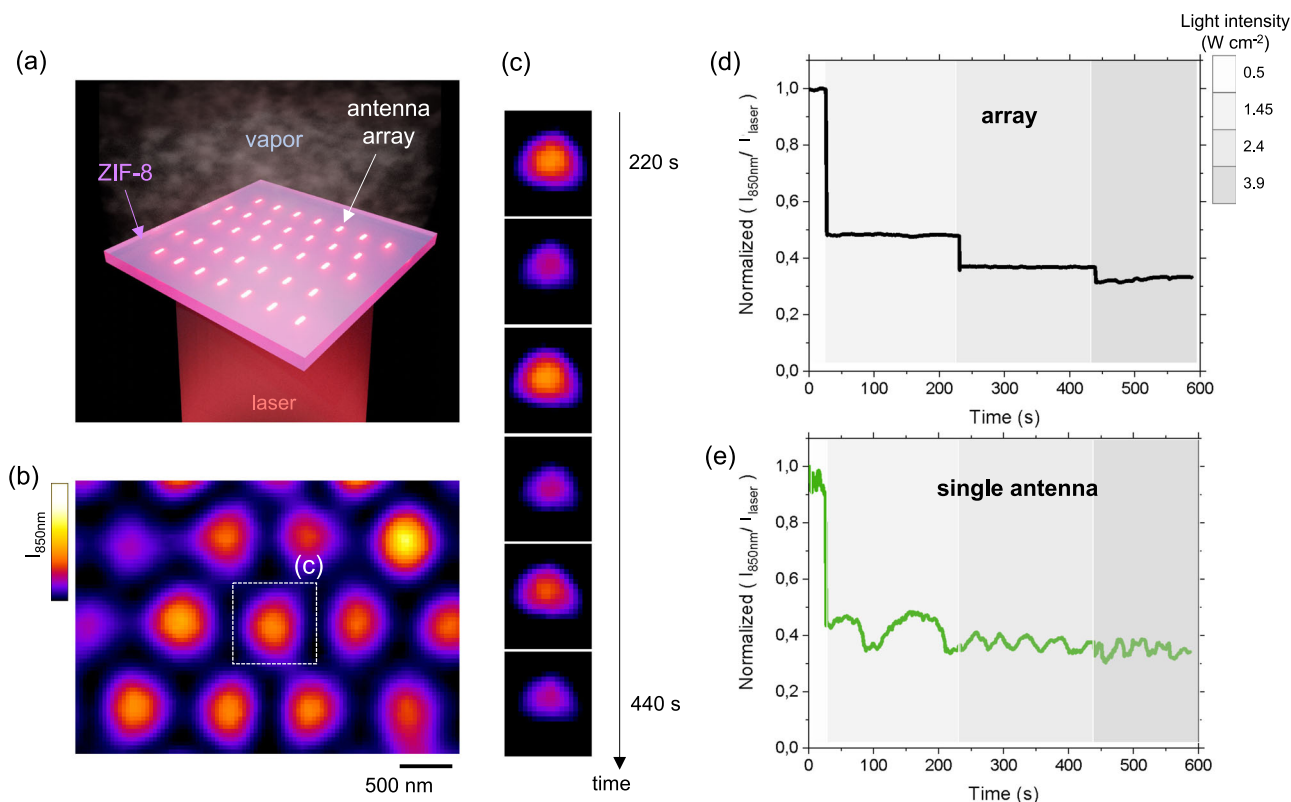 (a)
vapor
antenna
array
ZIF-8
laser
(b)
I850nm
(c)
500 nm
(c)
220 s
440 s
time
(d)
Light intensity
(W cm-2)
0.5
1.45
2.4
3.9
array
Normalized ( I850nm/ Ilaser)
1,0
0,8
0,6
0,4
0,2
0,0
0 100 200 300 400 500 600
Time (s)
(e)
single antenna
Normalized ( I850nm/ Ilaser)
1,0
0,8
0,6
0,4
0,2
0,0
0 100 200 300 400 500 600
Time (s)